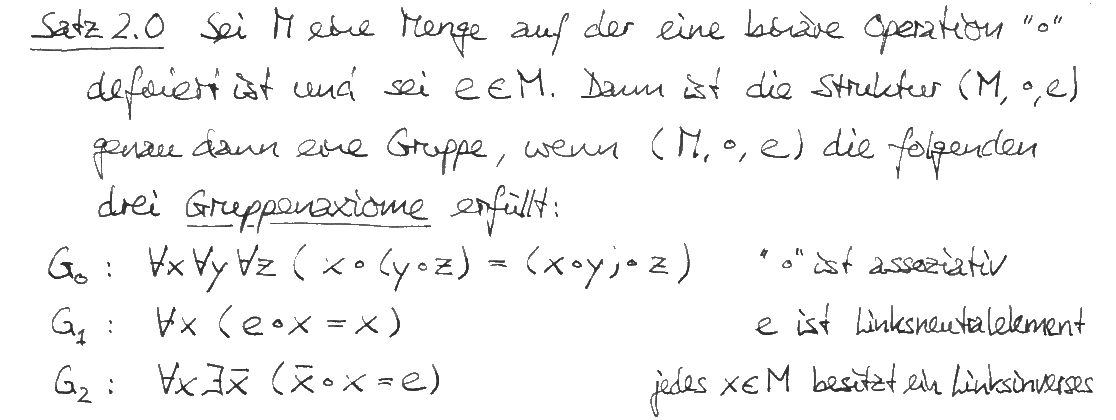 Satz 2.0 Sei M eine Menge auf der eine binäre Operation "∘"
definiert ist und sei e ∈ M. Dann ist die Struktur (M, ∘, e)
genau dann eine Gruppe, wenn (M, ∘, e) die folgenden
drei Gruppenaxiome erfüllt:
G₀ : ∀x ∀y ∀z ( x∘(y∘z) = (x∘y)∘z ) "∘" ist assoziativ
G₁ : ∀x (e∘x = x) e ist Linksneutralelement
G₂ : ∀x ∃x̄ (x̄∘x = e) jedes x∈M besitzt ein Linksinverses